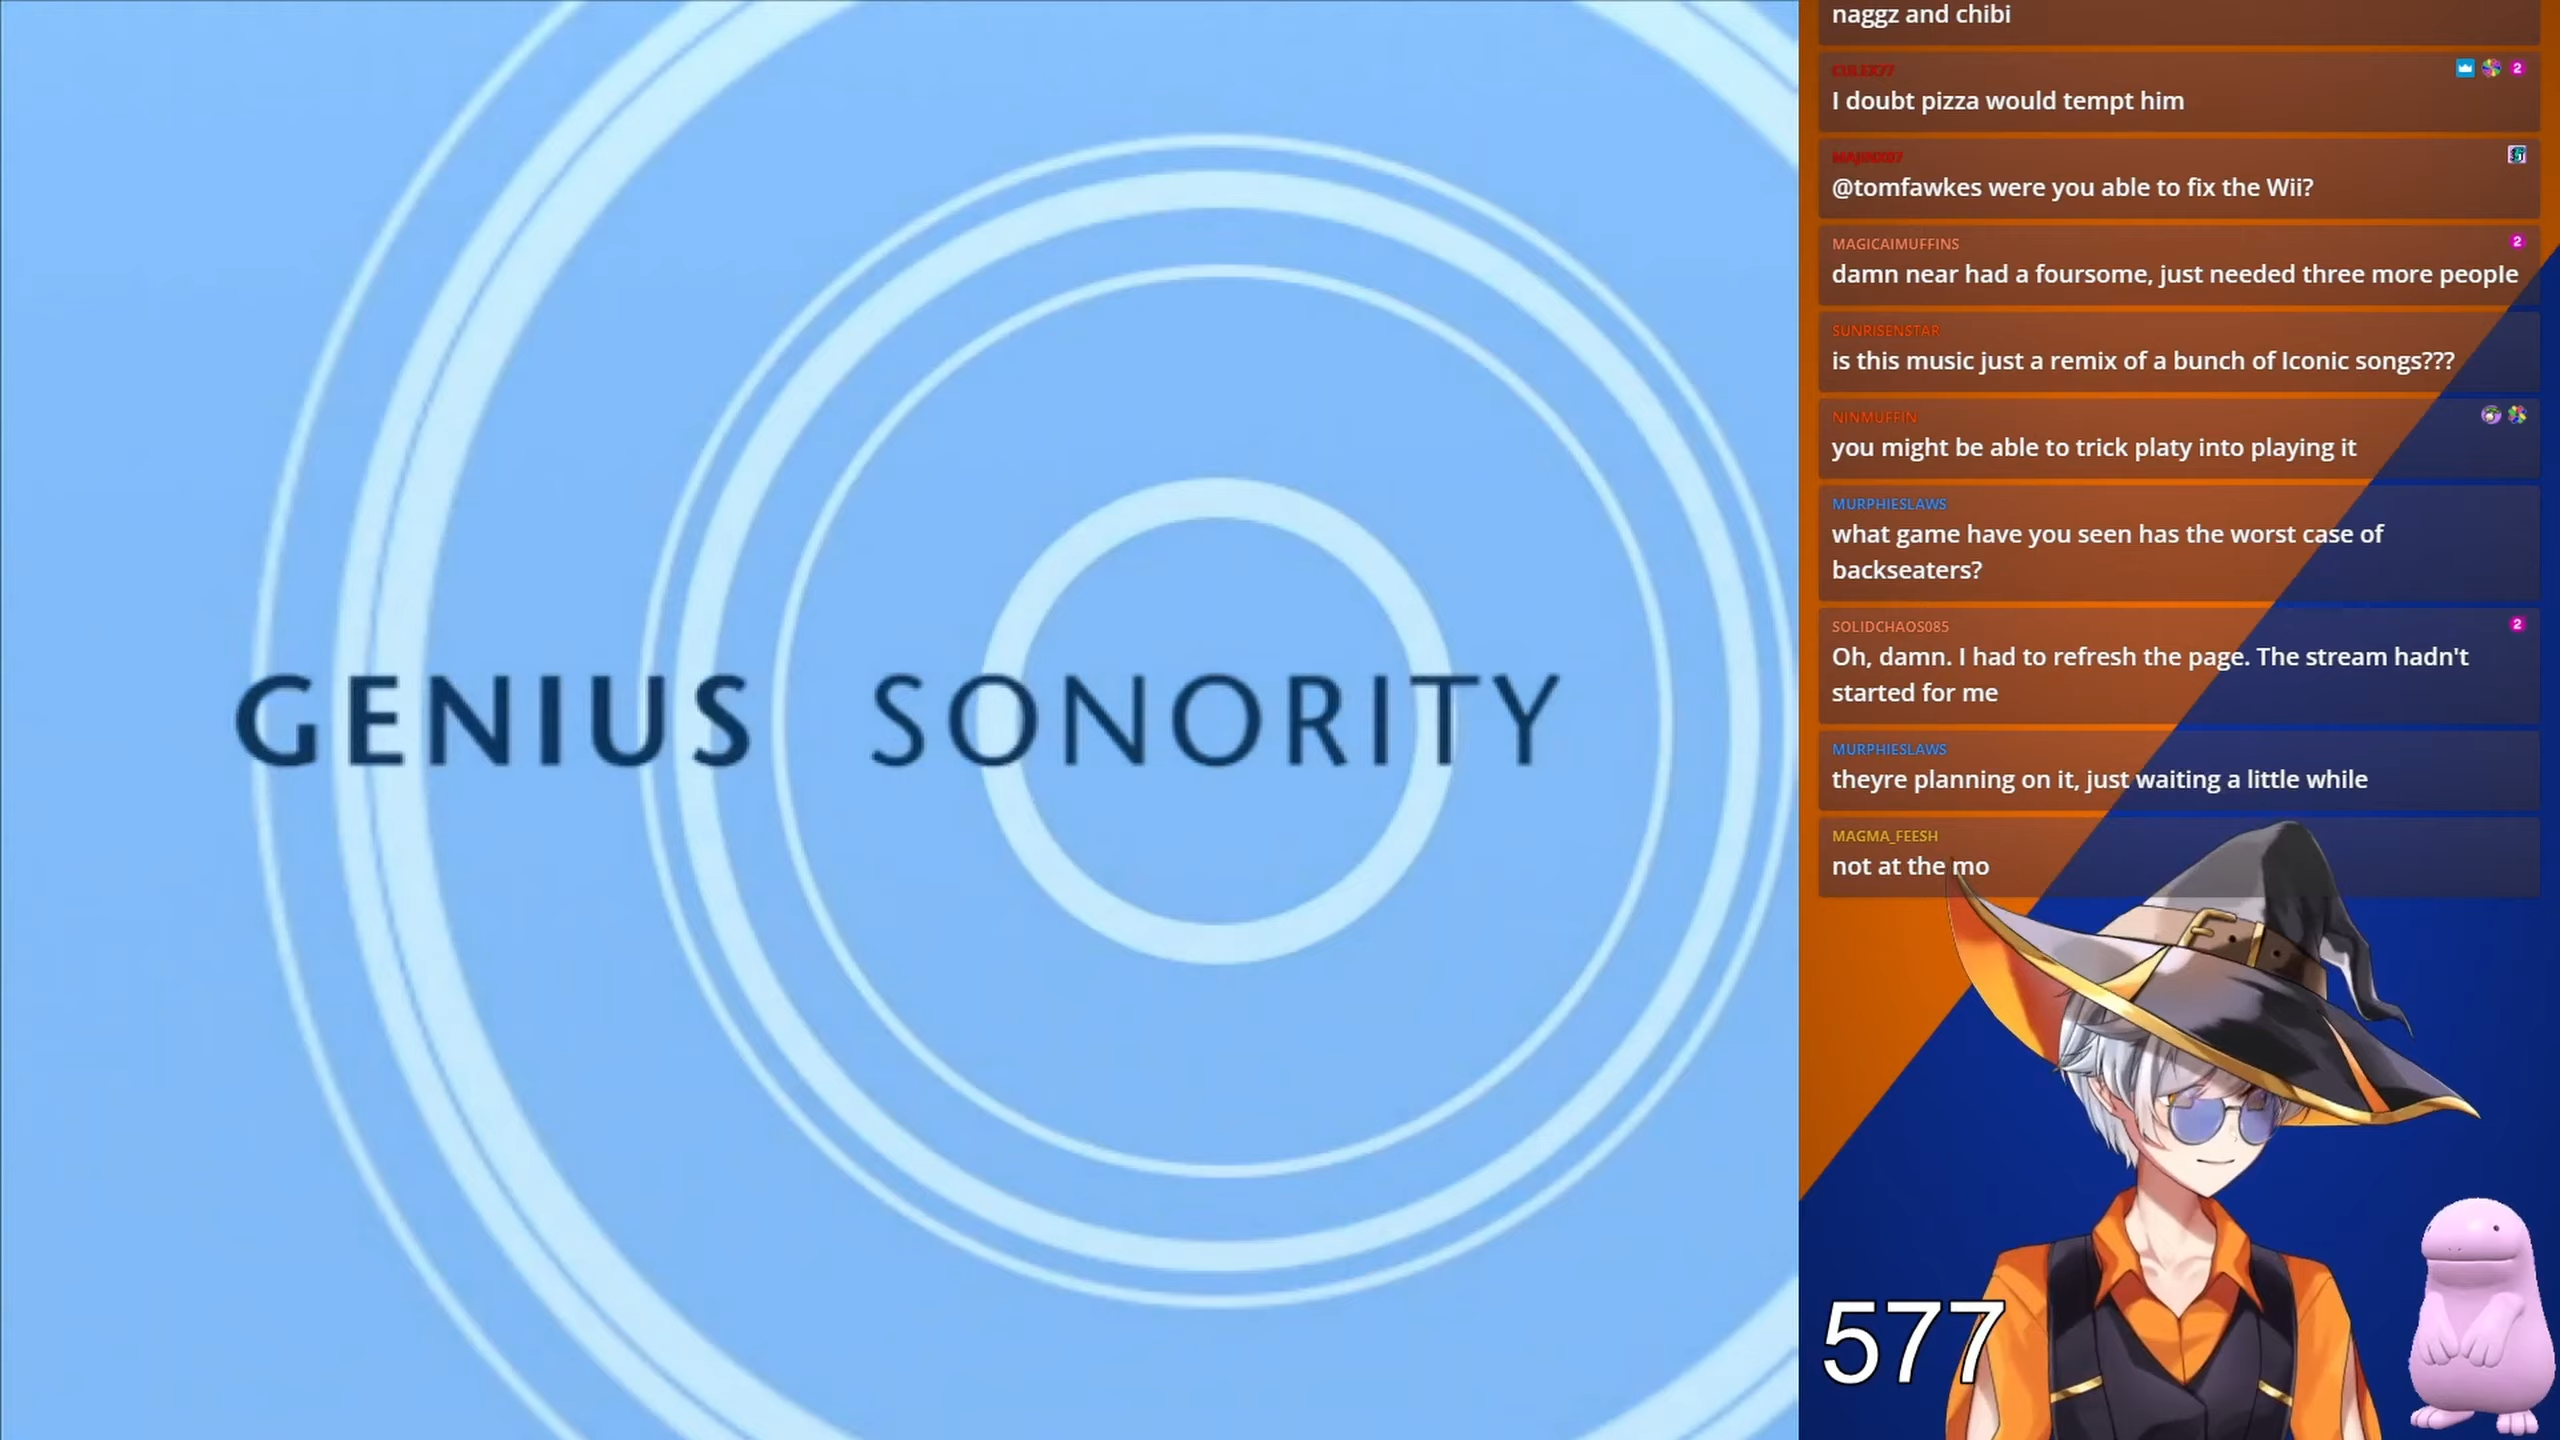 GENIUS SONORITY
naggz and chibi
CULEX77
I doubt pizza would tempt him
MAJINX07
@tomfawkes were you able to fix the Wii?
MAGICAIMUFFINS
damn near had a foursome, just needed three more people
SUNRISENSTAR
is this music just a remix of a bunch of Iconic songs???
NINMUFFIN
you might be able to trick platy into playing it
MURPHIESLAWS
what game have you seen has the worst case of
backseaters?
SOLIDCHAOS085
Oh, damn. I had to refresh the page. The stream hadn't
started for me
MURPHIESLAWS
theyre planning on it, just waiting a little while
MAGMA_FEESH
not at the mo
577